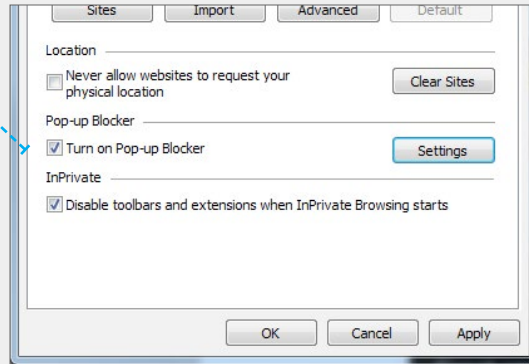 Sites Import Advanced Default
Location
Never allow websites to request your
physical location
Clear Sites
Pop-up Blocker
Turn on Pop-up Blocker
Settings
InPrivate
Disable toolbars and extensions when InPrivate Browsing starts
OK Cancel Apply